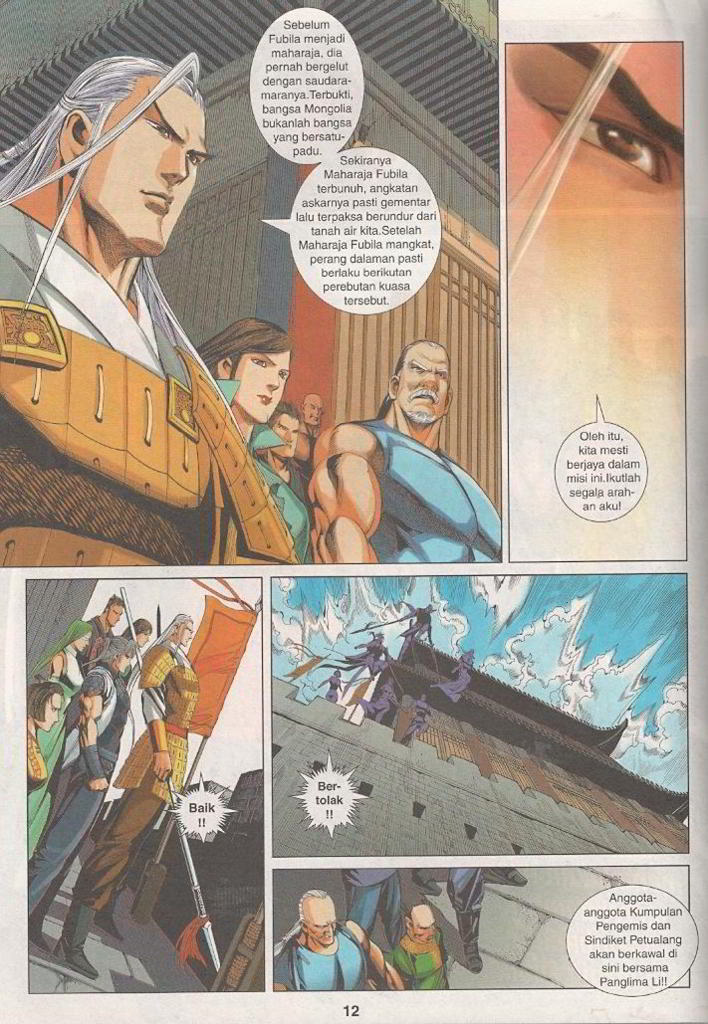 Sebelum
Fubila menjadi
maharaja, dia
pernah bergelut
dengan saudara-
maranya.Terbukti,
bangsa Mongolia
bukanlah bangsa
yang bersatu-
padu.
Sekiranya
Maharaja Fubila
terbunuh, angkatan
askarnya pasti gementar
lalu terpaksa berundur dari
tanah air kita.Setelah
Maharaja Fubila mangkat,
perang dalaman pasti
berlaku berikutan
perebutan kuasa
tersebut.
Oleh itu,
kita mesti
berjaya dalam
misi ini.Ikutlah
segala arah-
an aku!
Baik
!!
Ber-
tolak
!!
Anggota-
anggota Kumpulan
Pengemis dan
Sindiket Petualang
akan berkawal di
sini bersama
Panglima Li!!
12